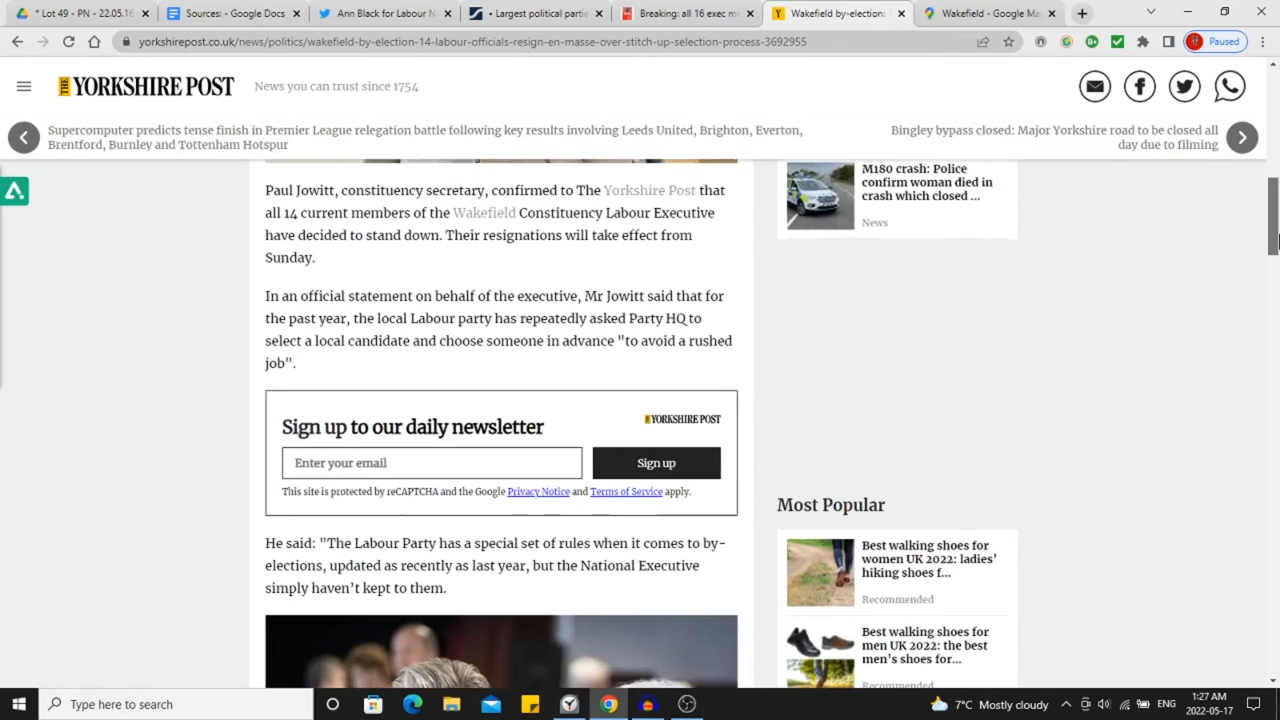 Lot 49 - PN - 22.05.16
Sources: - Google Docs
Ann Black for Labour N
Largest political partie
Breaking: all 16 exec m
Wakefield by-election:
Wakefield - Google Ma
yorkshirepost.co.uk/news/politics/wakefield-by-election-14-labour-officials-resign-en-masse-over-stitch-up-selection-process-3692955
Paused
THE YORKSHIRE POST
News you can trust since 1754
Supercomputer predicts tense finish in Premier League relegation battle following key results involving Leeds United, Brighton, Everton,
Brentford, Burnley and Tottenham Hotspur
Bingley bypass closed: Major Yorkshire road to be closed all
day due to filming
Paul Jowitt, constituency secretary, confirmed to The Yorkshire Post that
all 14 current members of the Wakefield Constituency Labour Executive
have decided to stand down. Their resignations will take effect from
Sunday.
In an official statement on behalf of the executive, Mr Jowitt said that for
the past year, the local Labour party has repeatedly asked Party HQ to
select a local candidate and choose someone in advance "to avoid a rushed
job".
Sign up to our daily newsletter
THE YORKSHIRE POST
Enter your email
Sign up
This site is protected by reCAPTCHA and the Google Privacy Notice and Terms of Service apply.
He said: "The Labour Party has a special set of rules when it comes to by-
elections, updated as recently as last year, but the National Executive
simply haven’t kept to them.
M180 crash: Police
confirm woman died in
crash which closed ...
News
Most Popular
Best walking shoes for
women UK 2022: ladies’
hiking shoes f...
Recommended
Best walking shoes for
men UK 2022: the best
men’s shoes for...
Recommended
Type here to search
7°C Mostly cloudy
ENG
1:27 AM
2022-05-17